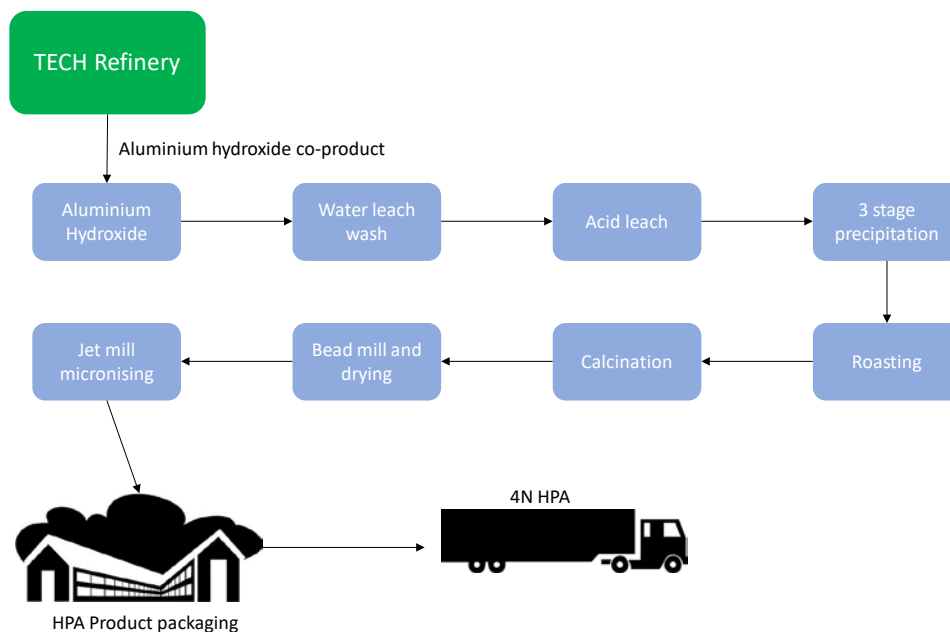 TECH Refinery
Aluminium hydroxide co-product
Aluminium
Hydroxide
Water leach
wash
Acid leach
3 stage
precipitation
Jet mill
micronising
Bead mill and
drying
Calcination
Roasting
4N HPA
HPA Product packaging